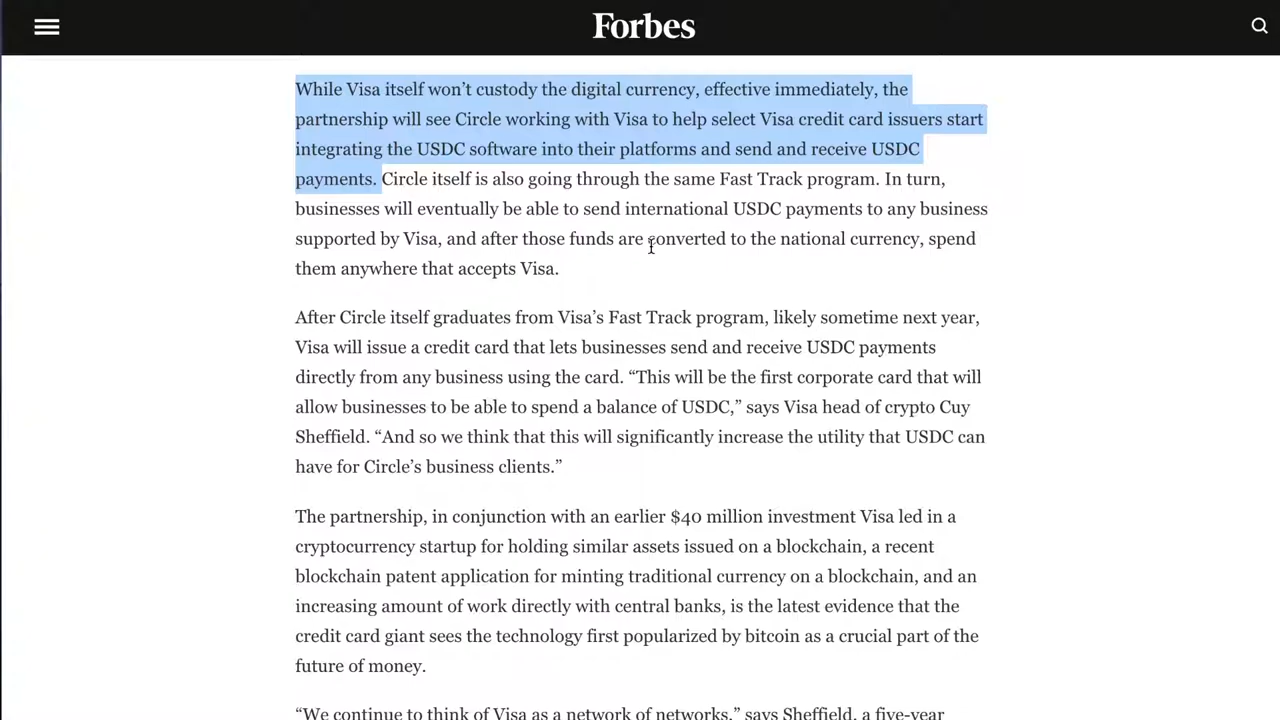 Forbes
While Visa itself won’t custody the digital currency, effective immediately, the
partnership will see Circle working with Visa to help select Visa credit card issuers start
integrating the USDC software into their platforms and send and receive USDC
payments. Circle itself is also going through the same Fast Track program. In turn,
businesses will eventually be able to send international USDC payments to any business
supported by Visa, and after those funds are converted to the national currency, spend
them anywhere that accepts Visa.
After Circle itself graduates from Visa’s Fast Track program, likely sometime next year,
Visa will issue a credit card that lets businesses send and receive USDC payments
directly from any business using the card. “This will be the first corporate card that will
allow businesses to be able to spend a balance of USDC,” says Visa head of crypto Cuy
Sheffield. “And so we think that this will significantly increase the utility that USDC can
have for Circle’s business clients.”
The partnership, in conjunction with an earlier $40 million investment Visa led in a
cryptocurrency startup for holding similar assets issued on a blockchain, a recent
blockchain patent application for minting traditional currency on a blockchain, and an
increasing amount of work directly with central banks, is the latest evidence that the
credit card giant sees the technology first popularized by bitcoin as a crucial part of the
future of money.
“We continue to think of Visa as a network of networks,” says Sheffield, a five-year